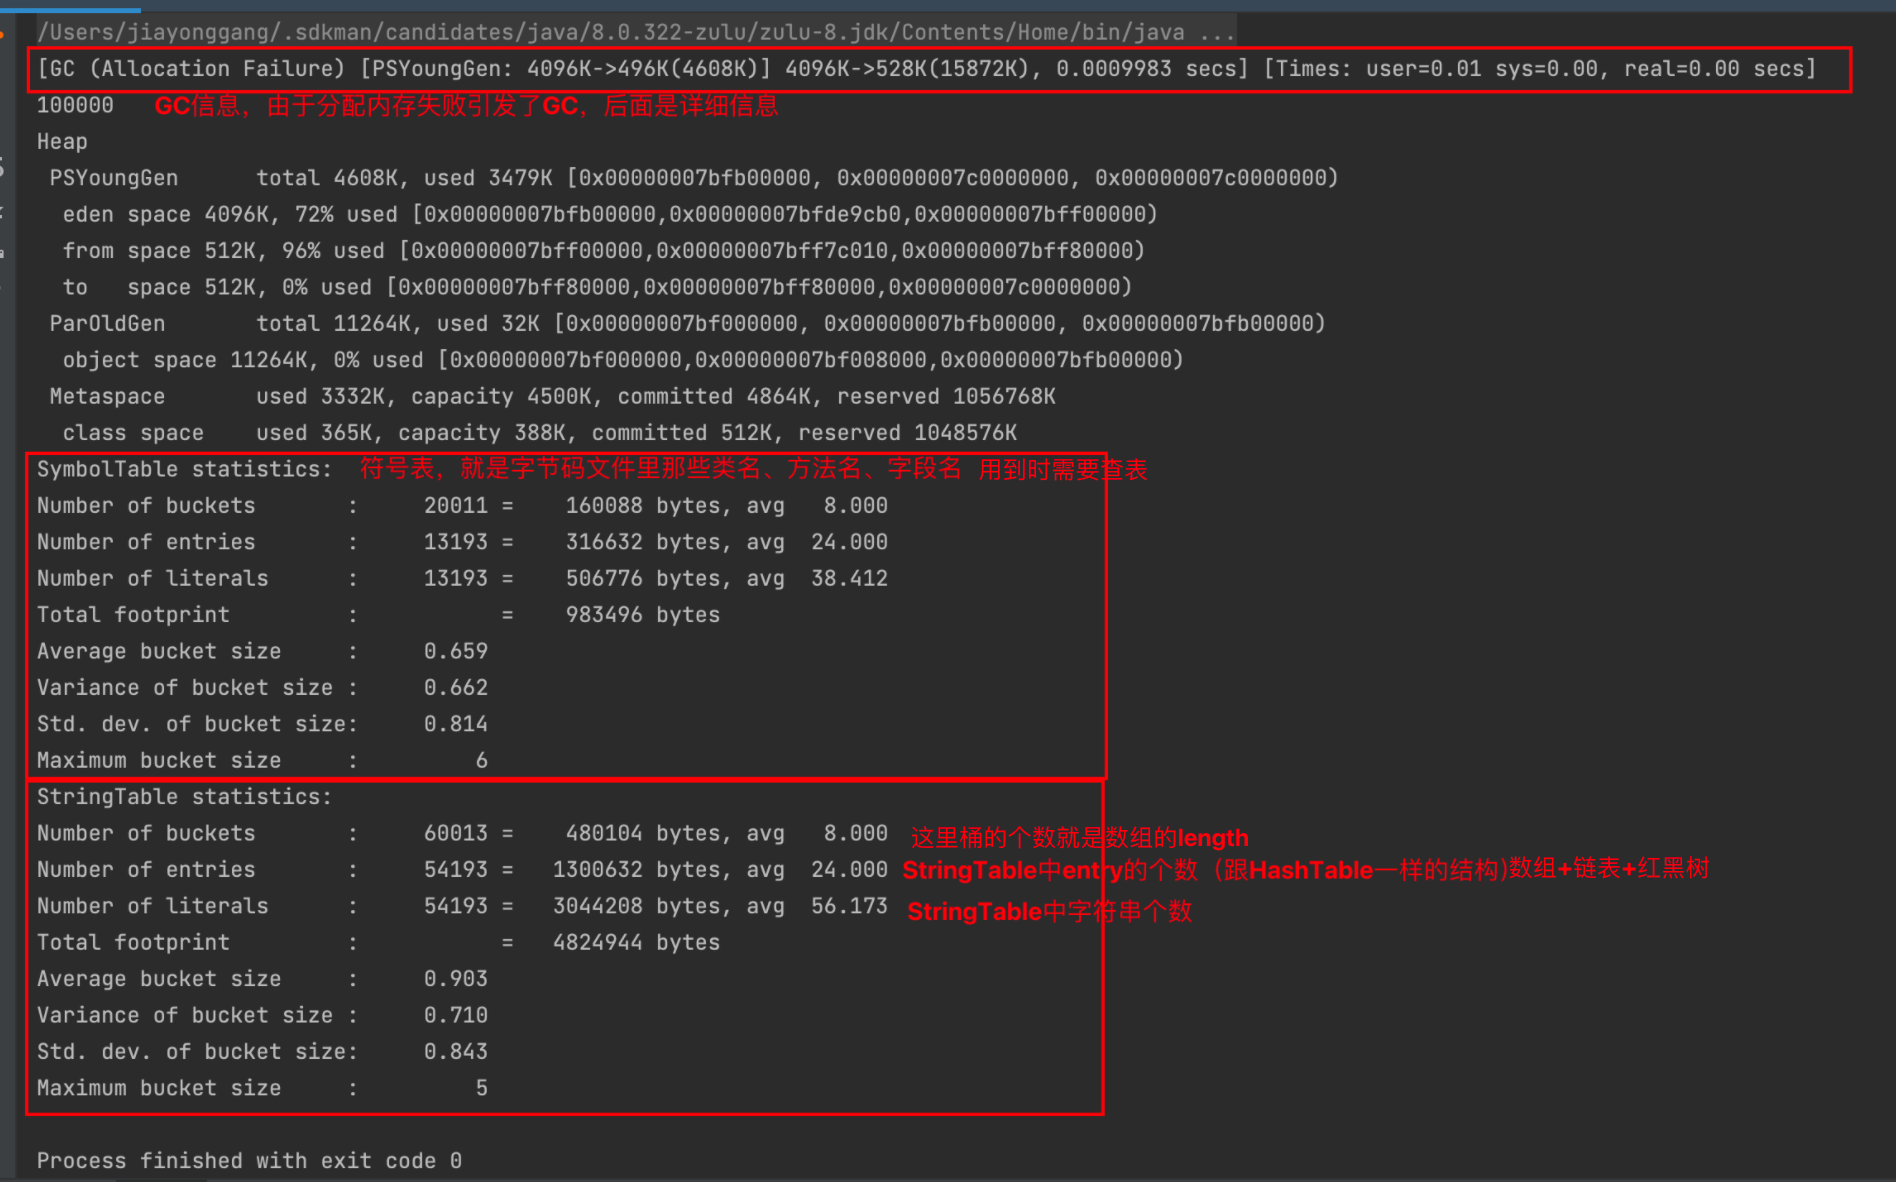 /Users/jiayonggang/.sdkman/candidates/java/8.0.322-zulu/zulu-8.jdk/Contents/Home/bin/java ...
[GC (Allocation Failure) [PSYoungGen: 4096K->496K(4608K)] 4096K->528K(15872K), 0.0009983 secs] [Times: user=0.01 sys=0.00, real=0.00 secs]
100000 GC信息，由于分配内存失败引发了GC，后面是详细信息
Heap
PSYoungGen total 4608K, used 3479K [0x00000007bfb00000, 0x00000007c0000000, 0x00000007c0000000)
eden space 4096K, 72% used [0x00000007bfb00000,0x00000007bfde9cb0,0x00000007bff00000)
from space 512K, 96% used [0x00000007bff00000,0x00000007bff7c010,0x00000007bff80000)
to space 512K, 0% used [0x00000007bff80000,0x00000007bff80000,0x00000007c0000000)
ParOldGen total 11264K, used 32K [0x00000007bf000000, 0x00000007bfb00000, 0x00000007bfb00000)
object space 11264K, 0% used [0x00000007bf000000,0x00000007bf008000,0x00000007bfb00000)
Metaspace used 3332K, capacity 4500K, committed 4864K, reserved 1056768K
class space used 365K, capacity 388K, committed 512K, reserved 1048576K
SymbolTable statistics: 符号表，就是字节码文件里那些类名、方法名、字段名 用到时需要查表
Number of buckets : 20011 = 160088 bytes, avg 8.000
Number of entries : 13193 = 316632 bytes, avg 24.000
Number of literals : 13193 = 506776 bytes, avg 38.412
Total footprint : = 983496 bytes
Average bucket size : 0.659
Variance of bucket size : 0.662
Std. dev. of bucket size: 0.814
Maximum bucket size : 6
StringTable statistics:
Number of buckets : 60013 = 480104 bytes, avg 8.000 这里桶的个数就是数组的length
Number of entries : 54193 = 1300632 bytes, avg 24.000 StringTable中entry的个数（跟HashTable一样的结构)数组+链表+红黑树
Number of literals : 54193 = 3044208 bytes, avg 56.173 StringTable中字符串个数
Total footprint : = 4824944 bytes
Average bucket size : 0.903
Variance of bucket size : 0.710
Std. dev. of bucket size: 0.843
Maximum bucket size : 5
Process finished with exit code 0